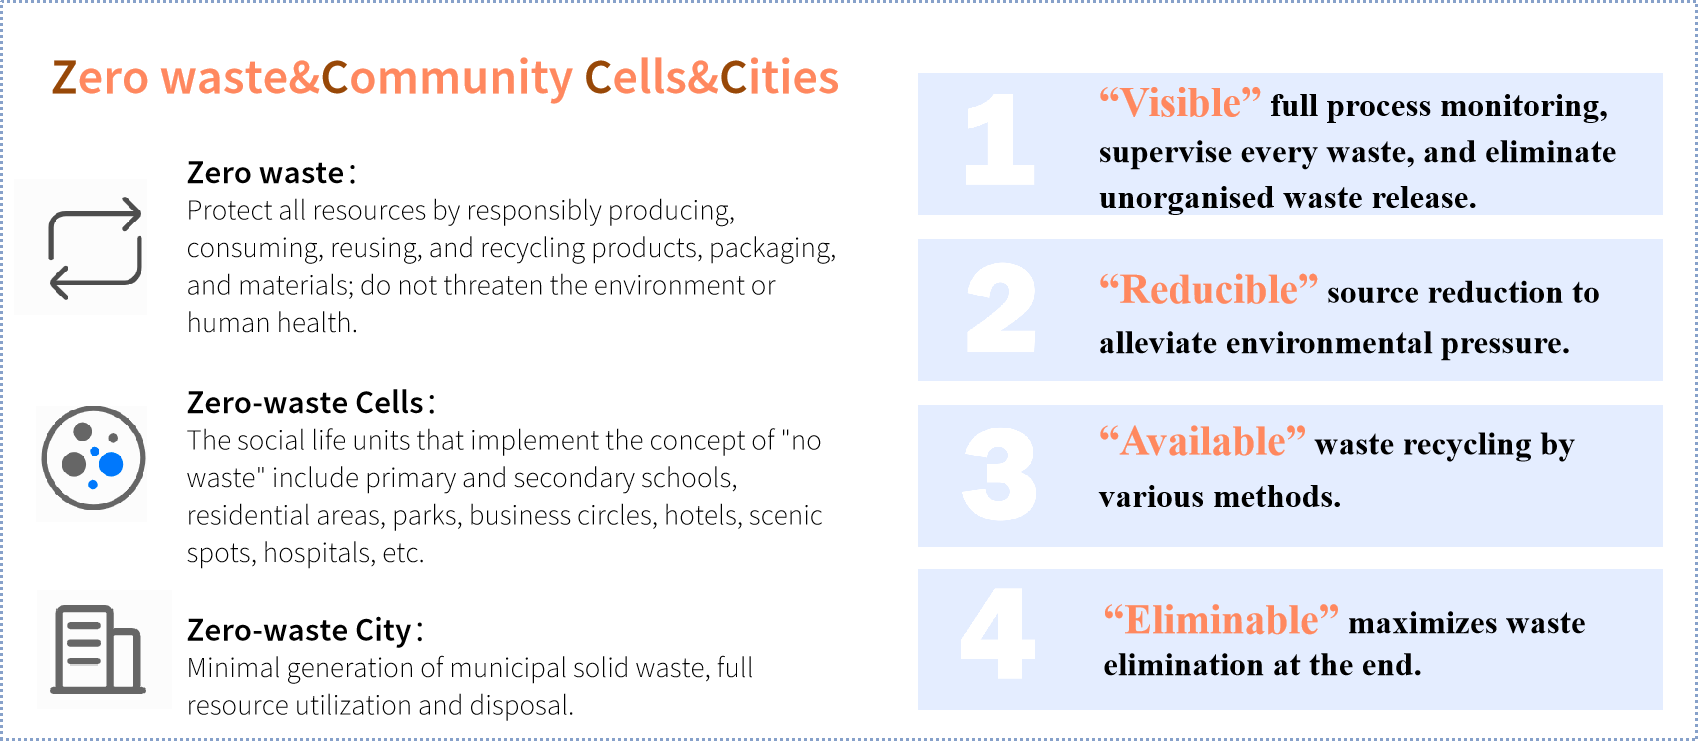 Zero waste&Community Cells&Cities
Zero waste：
Protect all resources by responsibly producing,
consuming, reusing, and recycling products, packaging,
and materials; do not threaten the environment or
human health.
Zero-waste Cells：
The social life units that implement the concept of "no
waste" include primary and secondary schools,
residential areas, parks, business circles, hotels, scenic
spots, hospitals, etc.
Zero-waste City：
Minimal generation of municipal solid waste, full
resource utilization and disposal.
1
“Visible” full process monitoring,
supervise every waste, and eliminate
unorganised waste release.
2
“Reducible” source reduction to
alleviate environmental pressure.
3
“Available” waste recycling by
various methods.
4
“Eliminable” maximizes waste
elimination at the end.